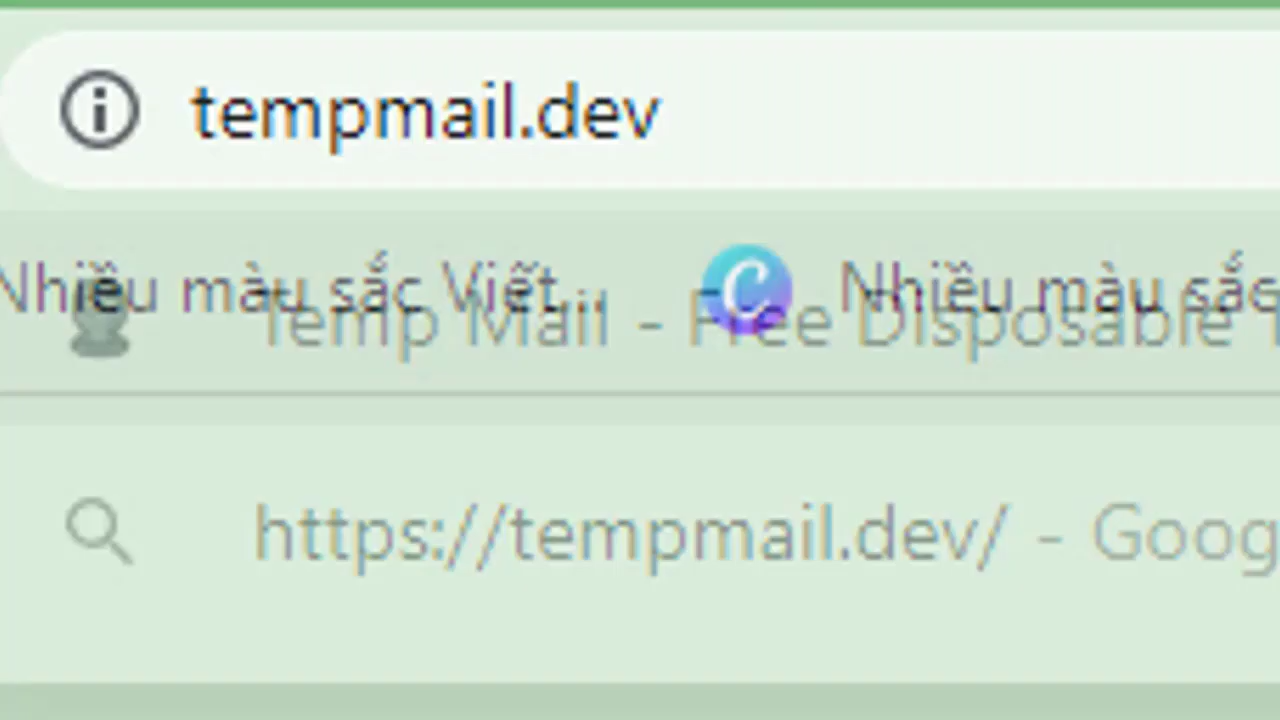 tempmail.dev
Nhiều màu sắc Việt... Nhiều màu sắc
Temp Mail - Free Disposable
https://tempmail.dev/ - Goog